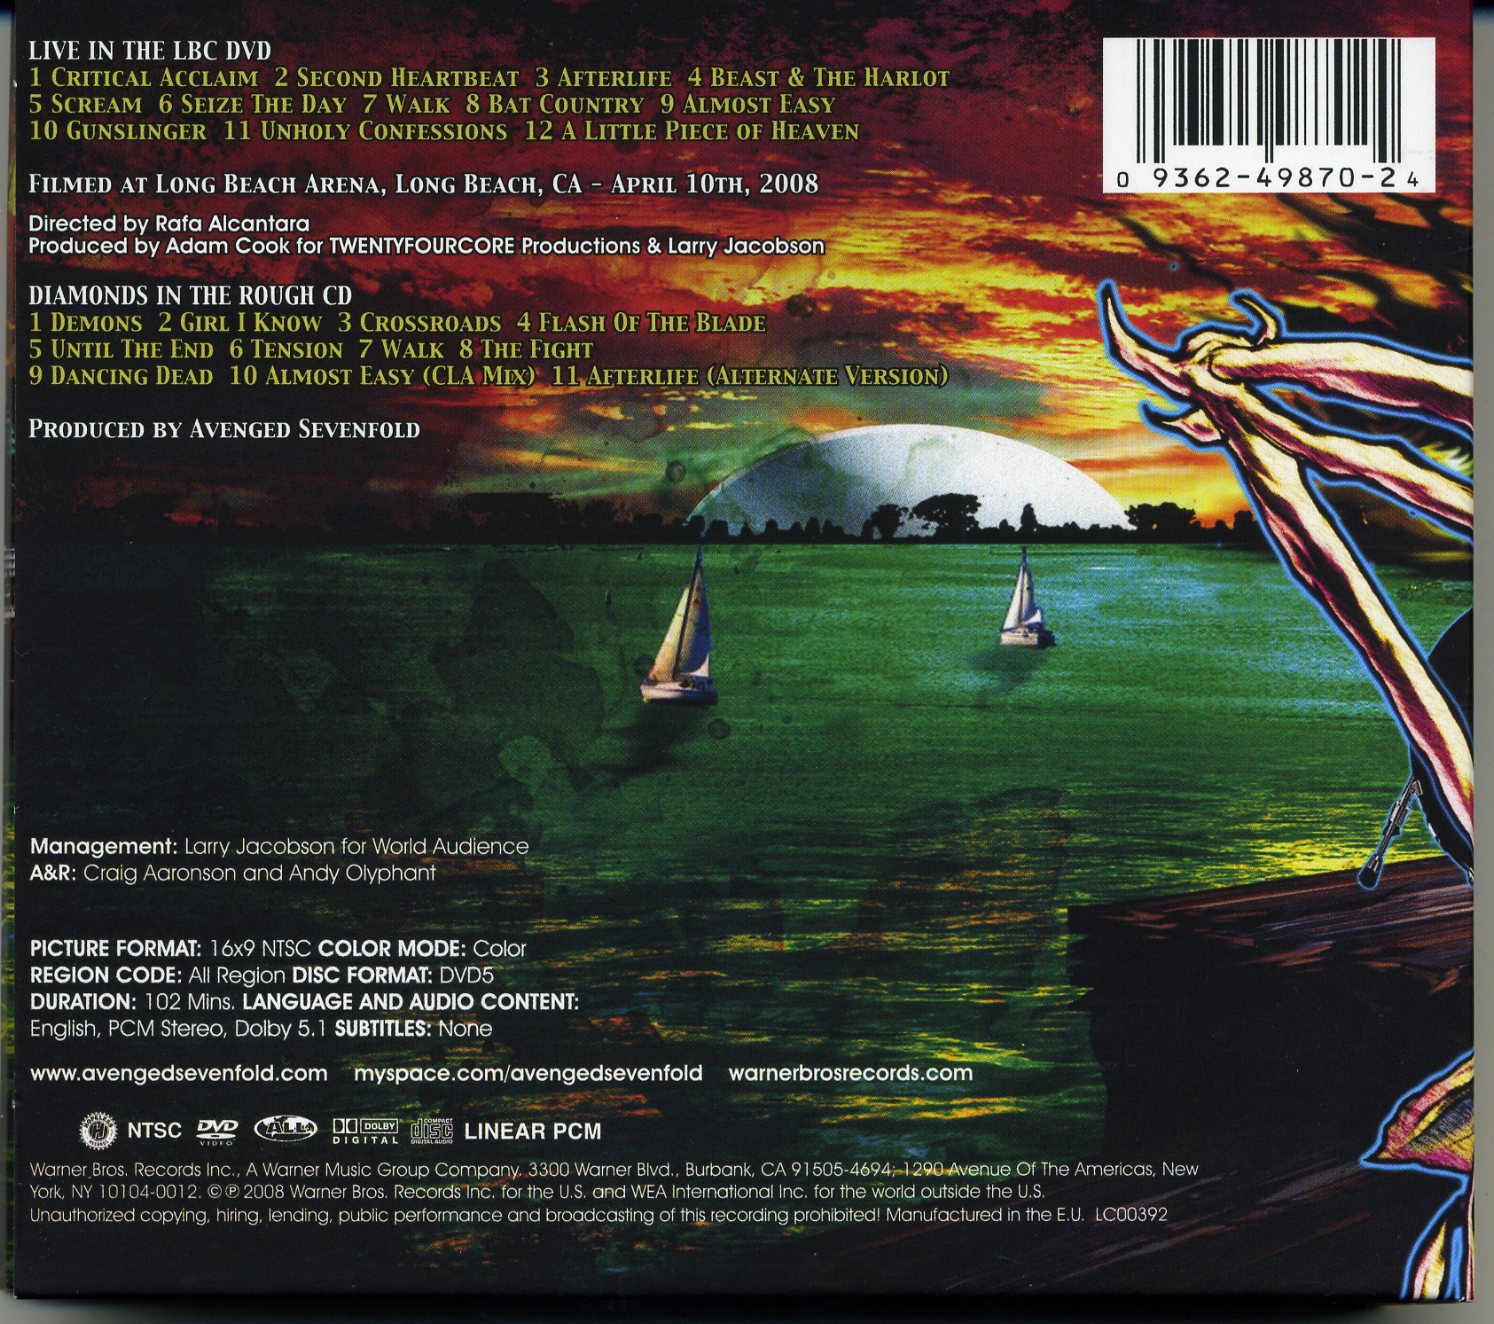 LIVE IN THE LBC DVD
1 CRITICAL ACCLAIM 2 SECOND HEARTBEAT 3 AFTERLIFE 4 BEAST & THE HARLOT
5 SCREAM 6 SEIZE THE DAY 7 WALK 8 BAT COUNTRY 9 ALMOST EASY
10 GUNSLINGER 11 UNHOLY CONFESSIONS 12 A LITTLE PIECE OF HEAVEN
FILMED AT LONG BEACH ARENA, LONG BEACH, CA - APRIL 10TH, 2008
Directed by Rafa Alcantara
Produced by Adam Cook for TWENTYFOURCORE Productions & Larry Jacobson
0 9362-49870-2 4
DIAMONDS IN THE ROUGH CD
1 DEMONS 2 GIRL I KNOW 3 CROSSROADS 4 FLASH OF THE BLADE
5 UNTIL THE END 6 TENSION 7 WALK 8 THE FIGHT
9 DANCING DEAD 10 ALMOST EASY (CLA MIX) 11 AFTERLIFE (ALTERNATE VERSION)
PRODUCED BY AVENGED SEVENFOLD
Management: Larry Jacobson for World Audience
A&R: Craig Aaronson and Andy Olyphant
PICTURE FORMAT: 16x9 NTSC COLOR MODE: Color
REGION CODE: All Region DISC FORMAT: DVD5
DURATION: 102 Mins. LANGUAGE AND AUDIO CONTENT:
English, PCM Stereo, Dolby 5.1 SUBTITLES: None
www.avengedsevenfold.com myspace.com/avengedsevenfold warnerbrosrecords.com
NTSC DVD VIDEO ALL DOLBY DIGITAL COMPACT disc DIGITAL AUDIO LINEAR PCM
Warner Bros. Records Inc., A Warner Music Group Company, 3300 Warner Blvd., Burbank, CA 91505-4694; 1290 Avenue Of The Americas, New
York, NY 10104-0012. ©℗ 2008 Warner Bros. Records Inc. for the U.S. and WEA International Inc. for the world outside the U.S.
Unauthorized copying, hiring, lending, public performance and broadcasting of this recording prohibited! Manufactured in the E.U. LC00392